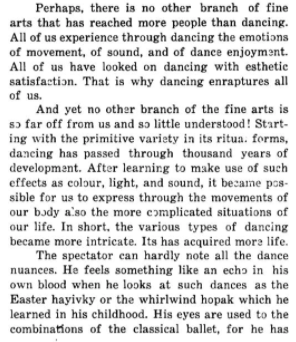 Perhaps, there is no other branch of fine
arts that has reached more people than dancing.
All of us experience through dancing the emotions
of movement, of sound, and of dance enjoyment.
All of us have looked on dancing with esthetic
satisfaction. That is why dancing enraptures all
of us.
And yet no other branch of the fine arts is
so far off from us and so little understood! Start-
ing with the primitive variety in its ritual forms,
dancing has passed through thousand years of
development. After learning to make use of such
effects as colour, light, and sound, it became pos-
sible for us to express through the movements of
our body also the more complicated situations of
our life. In short, the various types of dancing
became more intricate. Its has acquired more life.
The spectator can hardly note all the dance
nuances. He feels something like an echo in his
own blood when he looks at such dances as the
Easter hayivky or the whirlwind hopak which he
learned in his childhood. His eyes are used to the
combinations of the classical ballet, for he has